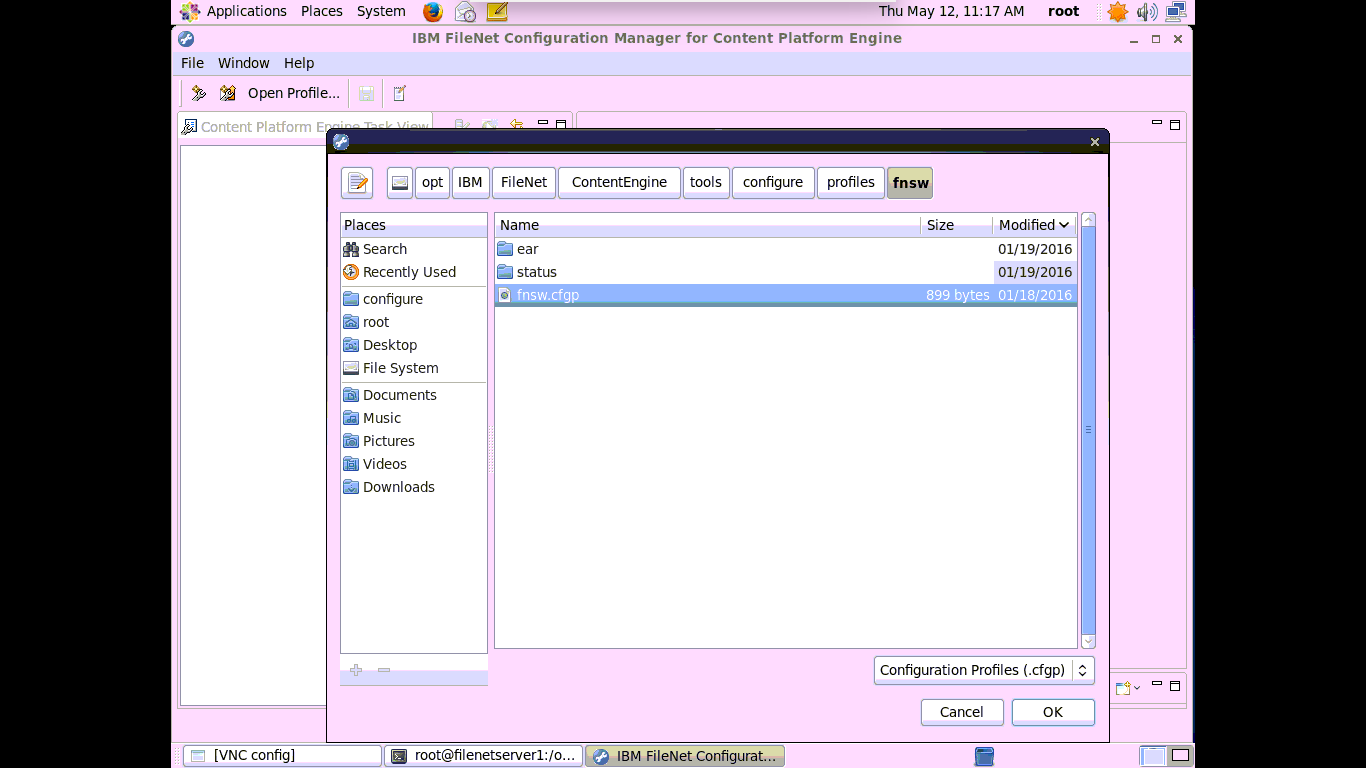 Applications Places System Thu May 12, 11:17 AM root
IBM FileNet Configuration Manager for Content Platform Engine
File Window Help
Open Profile...
Content Platform Engine Task View
opt IBM FileNet ContentEngine tools configure profiles fnsw
Places Name Size Modified
Search ear 01/19/2016
Recently Used status 01/19/2016
fnsw.cfgp 899 bytes 01/18/2016
configure
root
Desktop
File System
Documents
Music
Pictures
Videos
Downloads
Configuration Profiles (.cfgp)
Cancel OK
[VNC config] root@filenetserver1:/o... IBM FileNet Configurat...